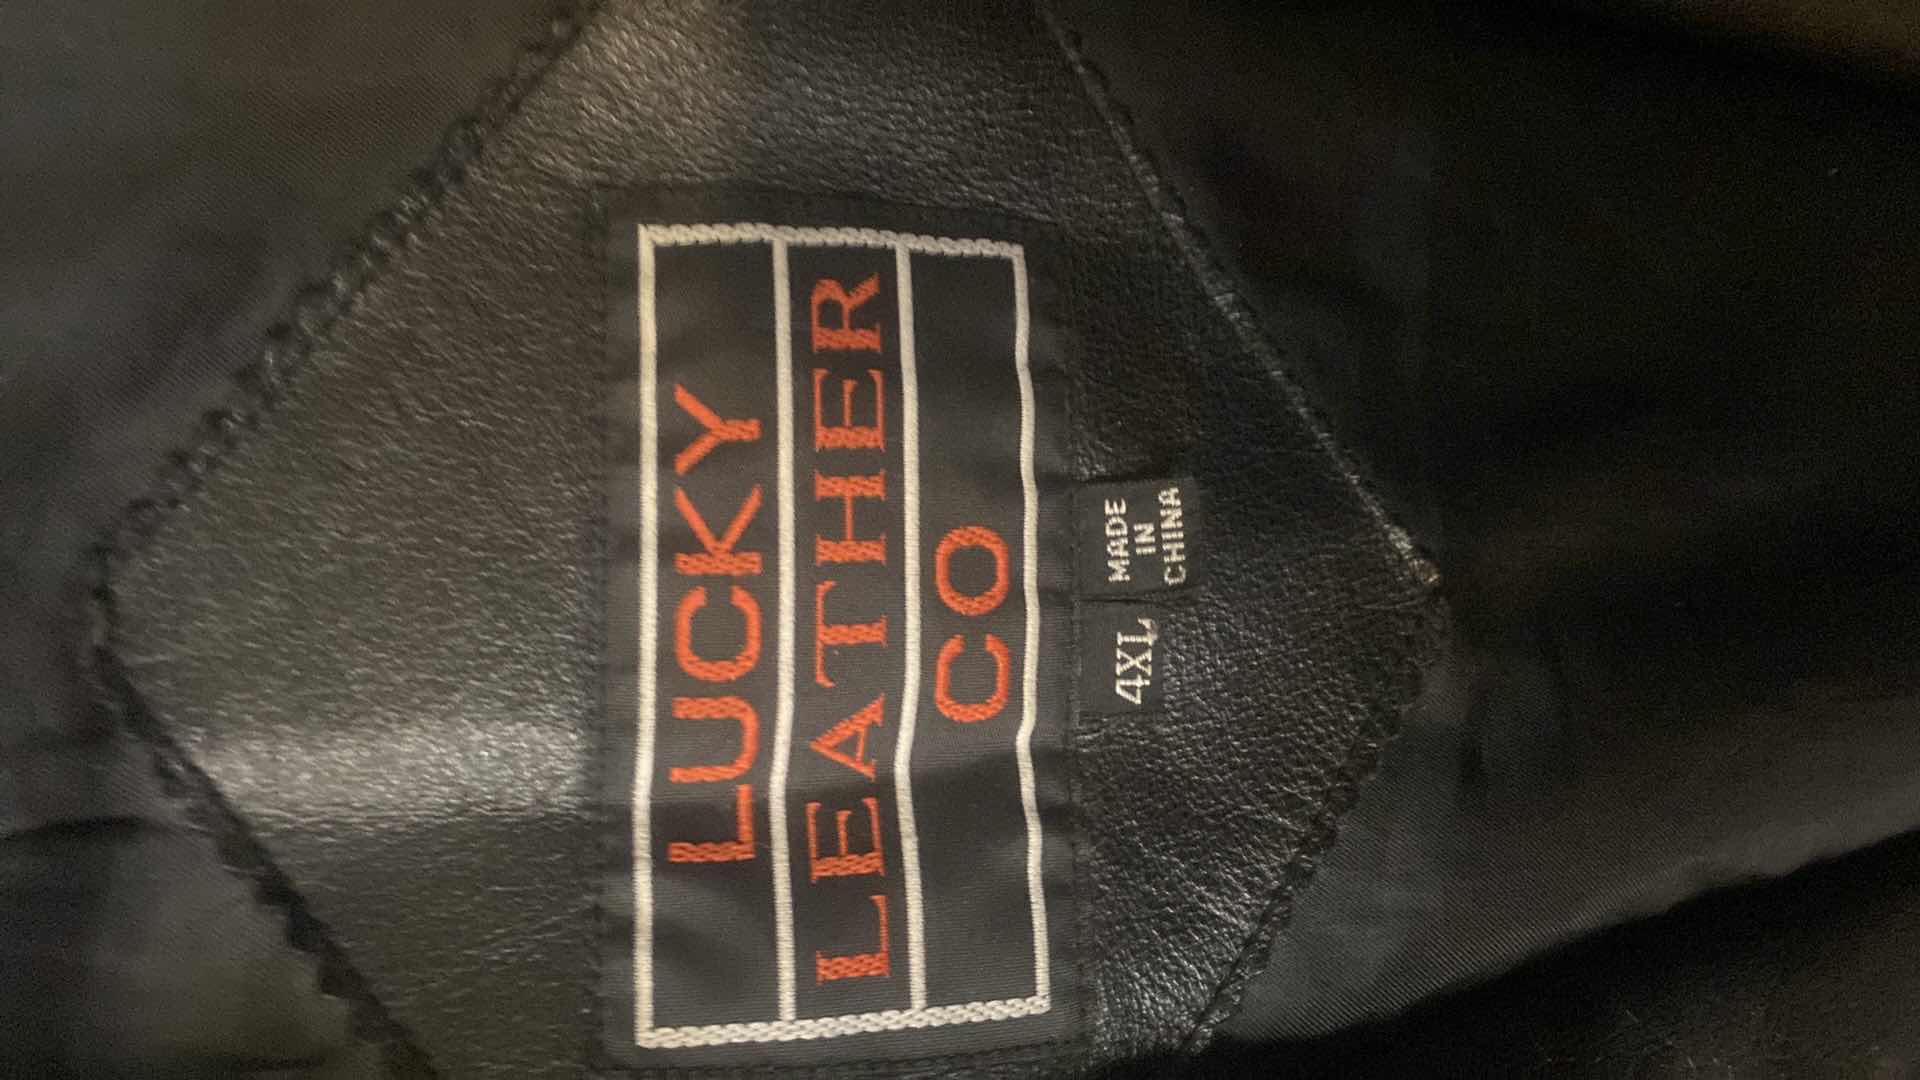 LUCKY
LEATHER
CO
4XL
MADE
IN
CHINA